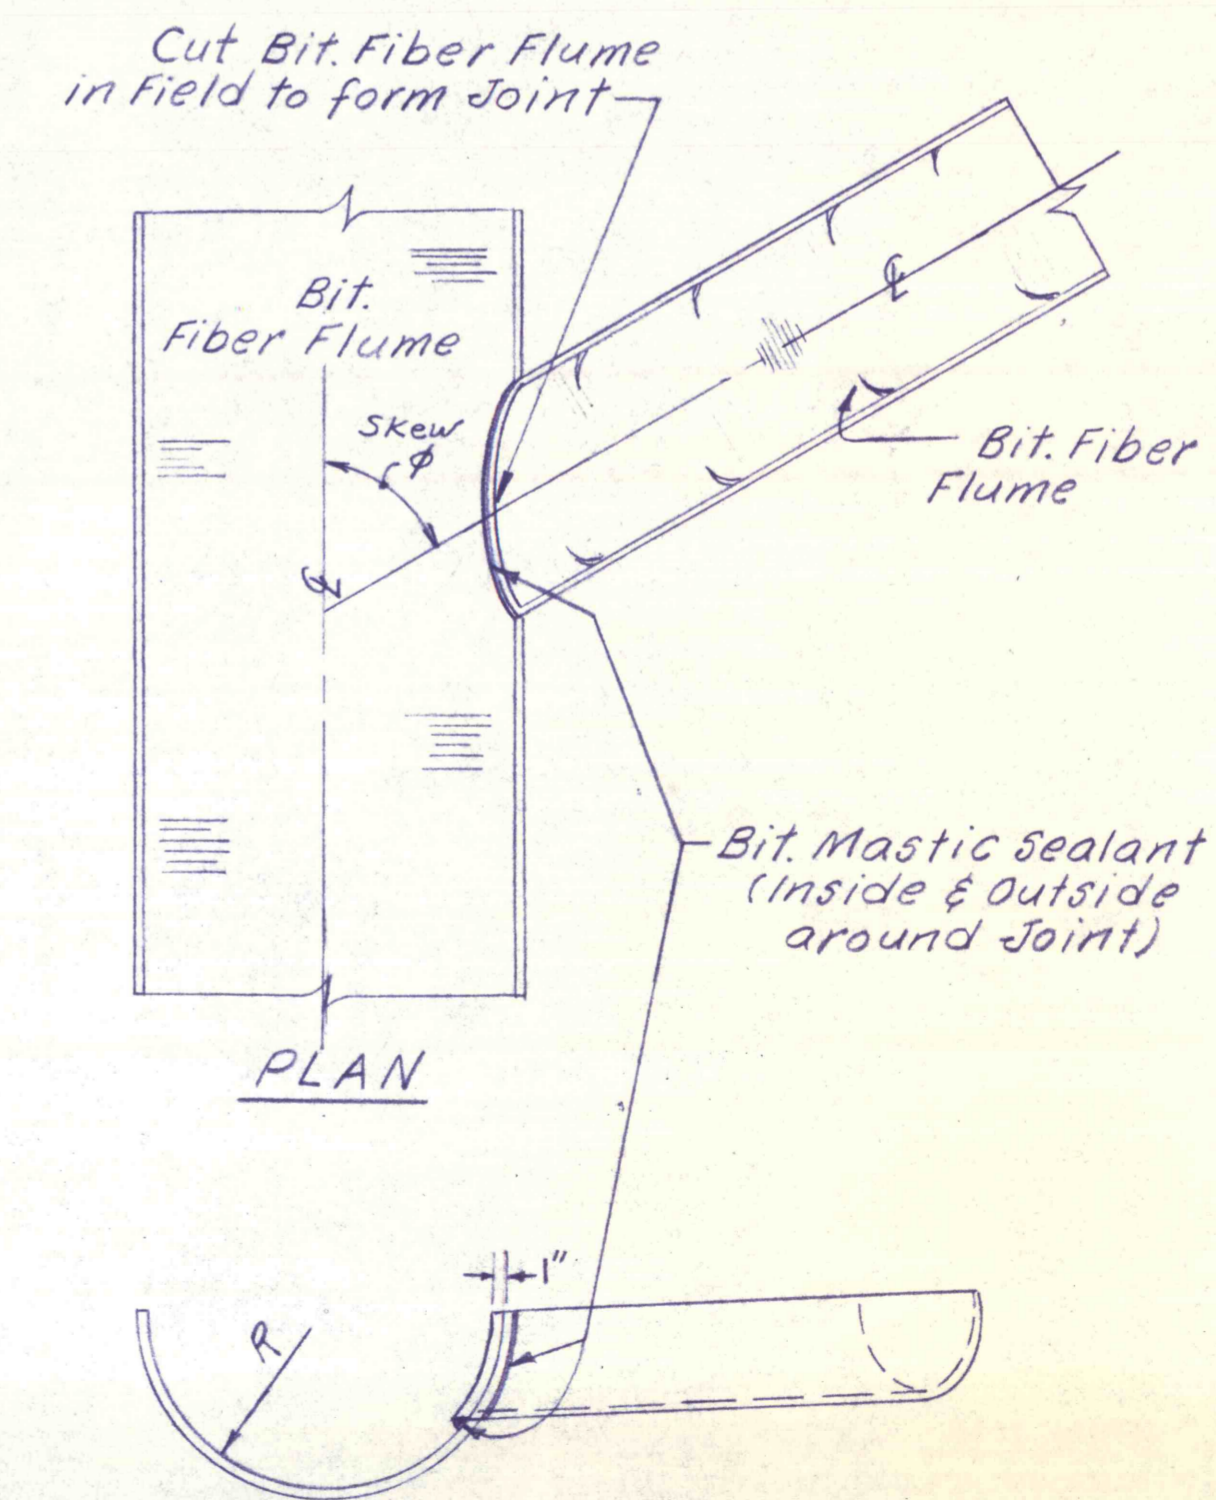 Cut Bit. Fiber Flume
in Field to form Joint
Bit.
Fiber Flume
Skew
ϕ
℄
℄
Bit. Fiber
Flume
Bit. Mastic Sealant
(Inside & Outside
around Joint)
PLAN
1"
R